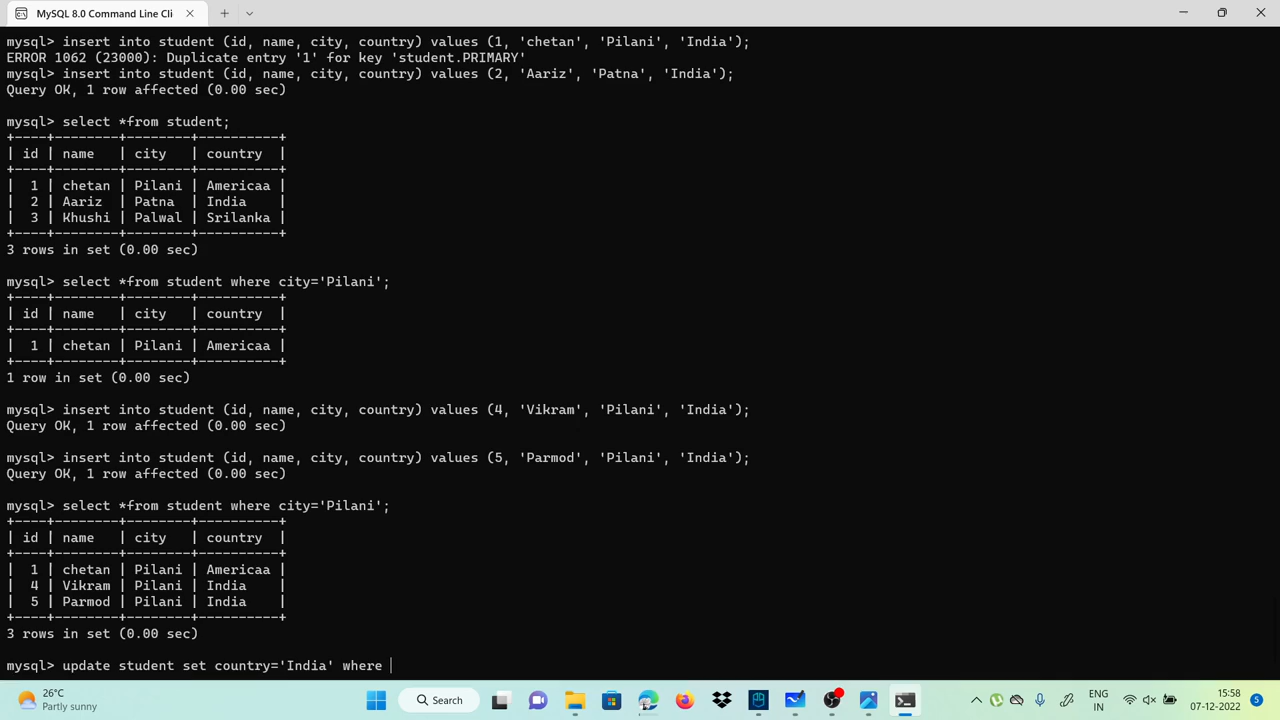 MySQL 8.0 Command Line Cli
mysql> insert into student (id, name, city, country) values (1, 'chetan', 'Pilani', 'India');
ERROR 1062 (23000): Duplicate entry '1' for key 'student.PRIMARY'
mysql> insert into student (id, name, city, country) values (2, 'Aariz', 'Patna', 'India');
Query OK, 1 row affected (0.00 sec)
mysql> select *from student;
+----+--------+--------+----------+
| id | name   | city   | country  |
+----+--------+--------+----------+
|  1 | chetan | Pilani | Americaa |
|  2 | Aariz  | Patna  | India    |
|  3 | Khushi | Palwal | Srilanka |
+----+--------+--------+----------+
3 rows in set (0.00 sec)
mysql> select *from student where city='Pilani';
+----+--------+--------+----------+
| id | name   | city   | country  |
+----+--------+--------+----------+
|  1 | chetan | Pilani | Americaa |
+----+--------+--------+----------+
1 row in set (0.00 sec)
mysql> insert into student (id, name, city, country) values (4, 'Vikram', 'Pilani', 'India');
Query OK, 1 row affected (0.00 sec)
mysql> insert into student (id, name, city, country) values (5, 'Parmod', 'Pilani', 'India');
Query OK, 1 row affected (0.00 sec)
mysql> select *from student where city='Pilani';
+----+--------+--------+----------+
| id | name   | city   | country  |
+----+--------+--------+----------+
|  1 | chetan | Pilani | Americaa |
|  4 | Vikram | Pilani | India    |
|  5 | Parmod | Pilani | India    |
+----+--------+--------+----------+
3 rows in set (0.00 sec)
mysql> update student set country='India' where
26°C
Partly sunny
Search
ENG
IN
15:58
07-12-2022
5